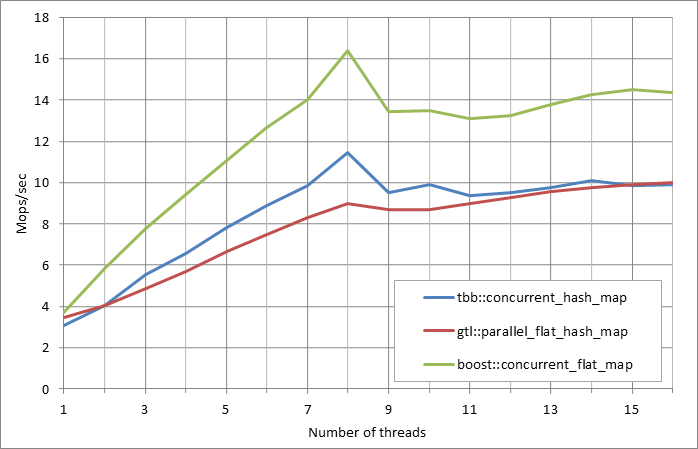 18
16
14
12
10
8
6
4
2
0
Mops/sec
tbb::concurrent_hash_map
gtl::parallel_flat_hash_map
boost::concurrent_flat_map
1 3 5 7 9 11 13 15
Number of threads